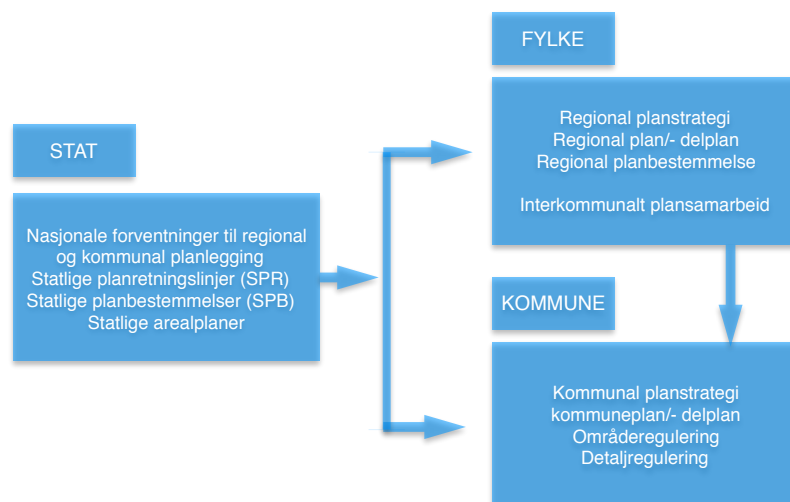 STAT
Nasjonale forventninger til regional
og kommunal planlegging
Statlige planretningslinjer (SPR)
Statlige planbestemmelser (SPB)
Statlige arealplaner
FYLKE
Regional planstrategi
Regional plan/- delplan
Regional planbestemmelse
Interkommunalt plansamarbeid
KOMMUNE
Kommunal planstrategi
kommuneplan/- delplan
Områderegulering
Detaljregulering